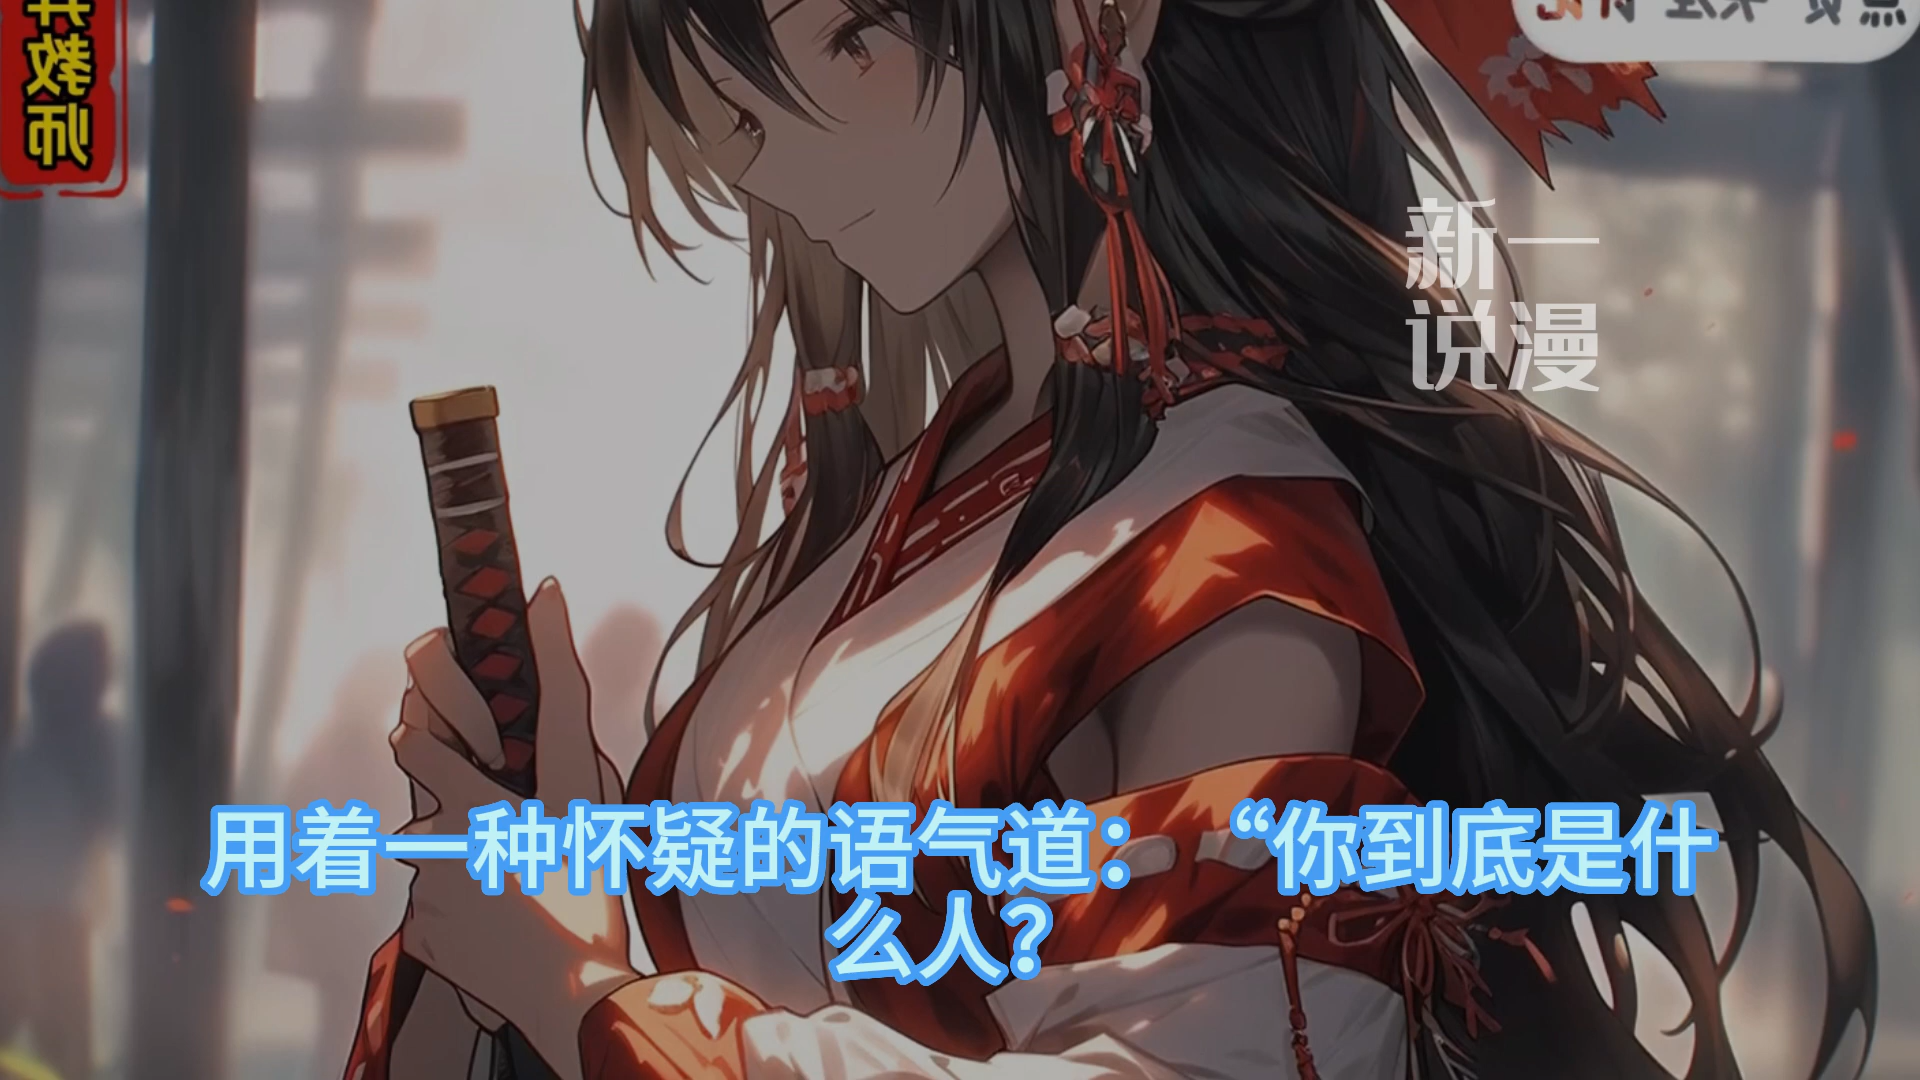 教师
新一
说漫
用着一种怀疑的语气道：“你到底是什
么人？